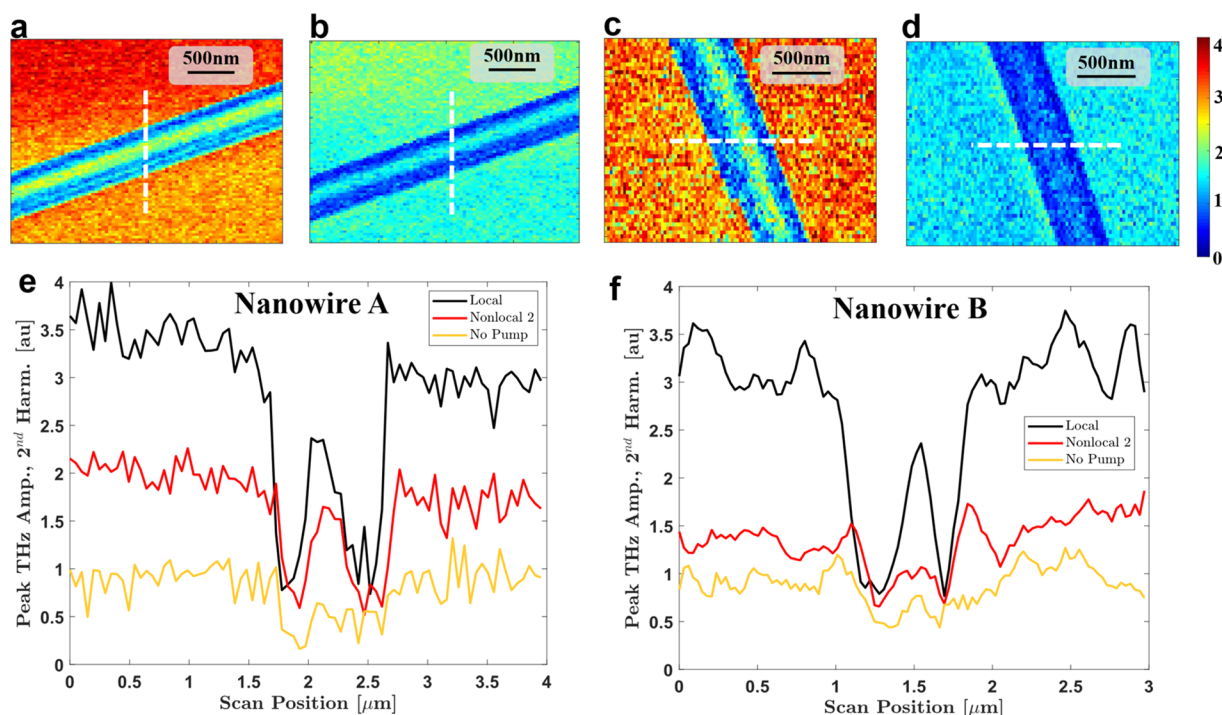 a
b
c
d
500nm
500nm
500nm
500nm
4
3
2
1
0
e
Nanowire A
Local
Nonlocal 2
No Pump
Peak THz Amp., 2nd Harm. [au]
4
3.5
3
2.5
2
1.5
1
0.5
0
0
0.5
1
1.5
2
2.5
3
3.5
4
Scan Position [μm]
f
Nanowire B
Local
Nonlocal 2
No Pump
Peak THz Amp., 2nd Harm. [au]
4
3.5
3
2.5
2
1.5
1
0.5
0
0
0.5
1
1.5
2
2.5
3
Scan Position [μm]